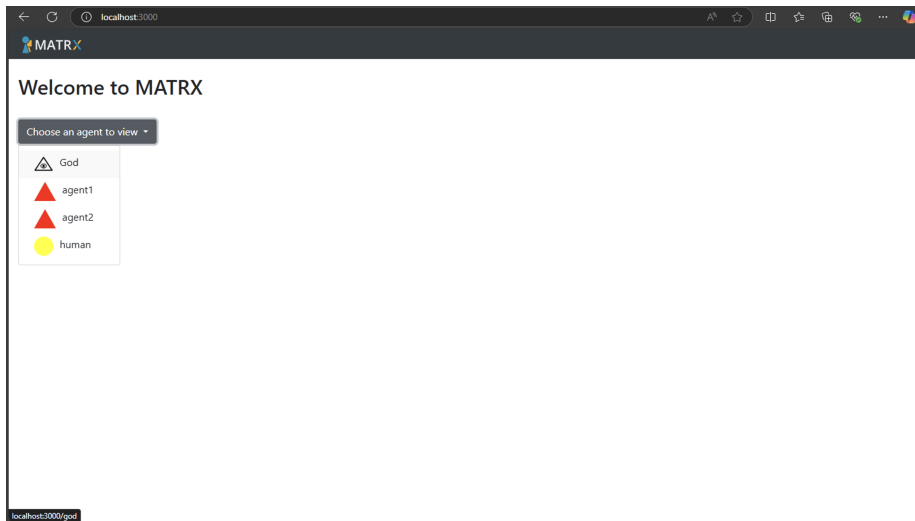 localhost:3000
MATRX
Welcome to MATRX
Choose an agent to view
God
agent1
agent2
human
localhost:3000/god